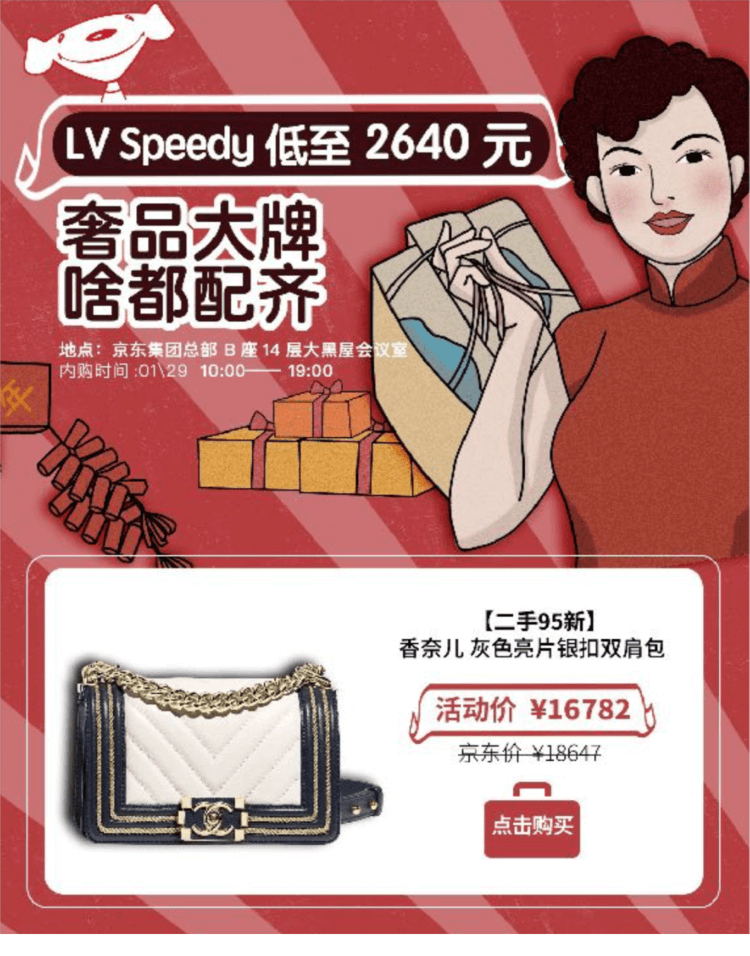 LV Speedy 低至 2640 元
奢品大牌
啥都配齐
地点：京东集团总部 B 座 14 层大黑屋会议室
内购时间 :01\29 10:00—— 19:00
年
【二手95新】
香奈儿 灰色亮片银扣双肩包
活动价 ¥16782
京东价 ¥18647
点击购买